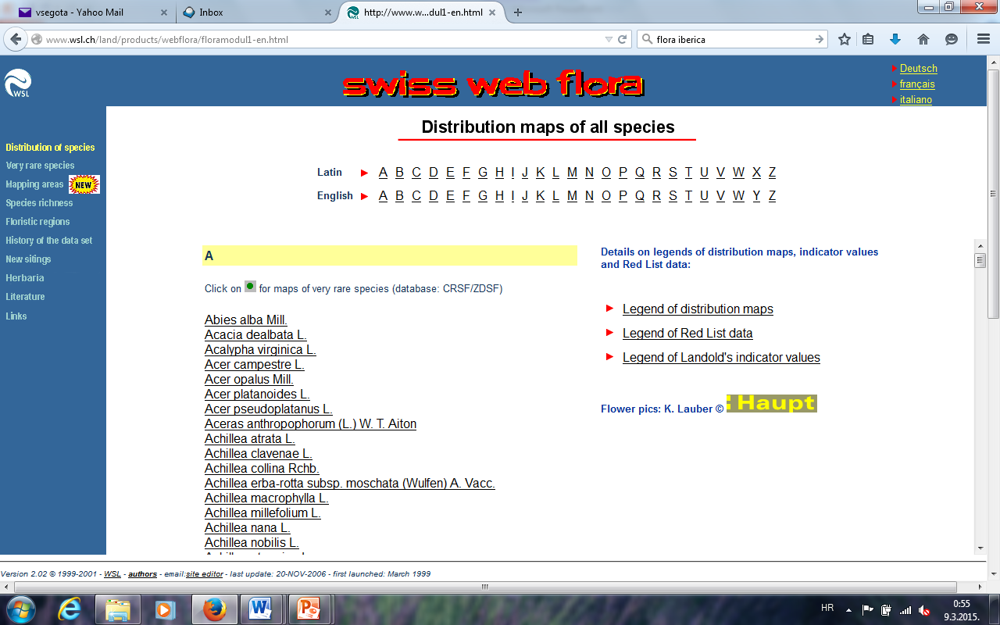 vsegota - Yahoo Mail
Inbox
http://www.w...dul1-en.html
www.wsl.ch/land/products/webflora/floramodul1-en.html
flora iberica
WSL
swiss web flora
Deutsch
français
italiano
Distribution maps of all species
Distribution of species
Very rare species
Mapping areas NEW
Species richness
Floristic regions
History of the data set
New sitings
Herbaria
Literature
Links
Latin A B C D E F G H I J K L M N O P Q R S T U V W X Z
English A B C D E F G H I J K L M N O P Q R S T U V W Y Z
A
Click on for maps of very rare species (database: CRSF/ZDSF)
Abies alba Mill.
Acacia dealbata L.
Acalypha virginica L.
Acer campestre L.
Acer opalus Mill.
Acer platanoides L.
Acer pseudoplatanus L.
Aceras anthropophorum (L.) W. T. Aiton
Achillea atrata L.
Achillea clavenae L.
Achillea collina Rchb.
Achillea erba-rotta subsp. moschata (Wulfen) A. Vacc.
Achillea macrophylla L.
Achillea millefolium L.
Achillea nana L.
Achillea nobilis L.
Details on legends of distribution maps, indicator values
and Red List data:
Legend of distribution maps
Legend of Red List data
Legend of Landold's indicator values
Flower pics: K. Lauber © : Haupt
Version 2.02 © 1999-2001 - WSL - authors - email:site editor - last update: 20-NOV-2006 - first launched: March 1999
HR
0:55
9.3.2015.